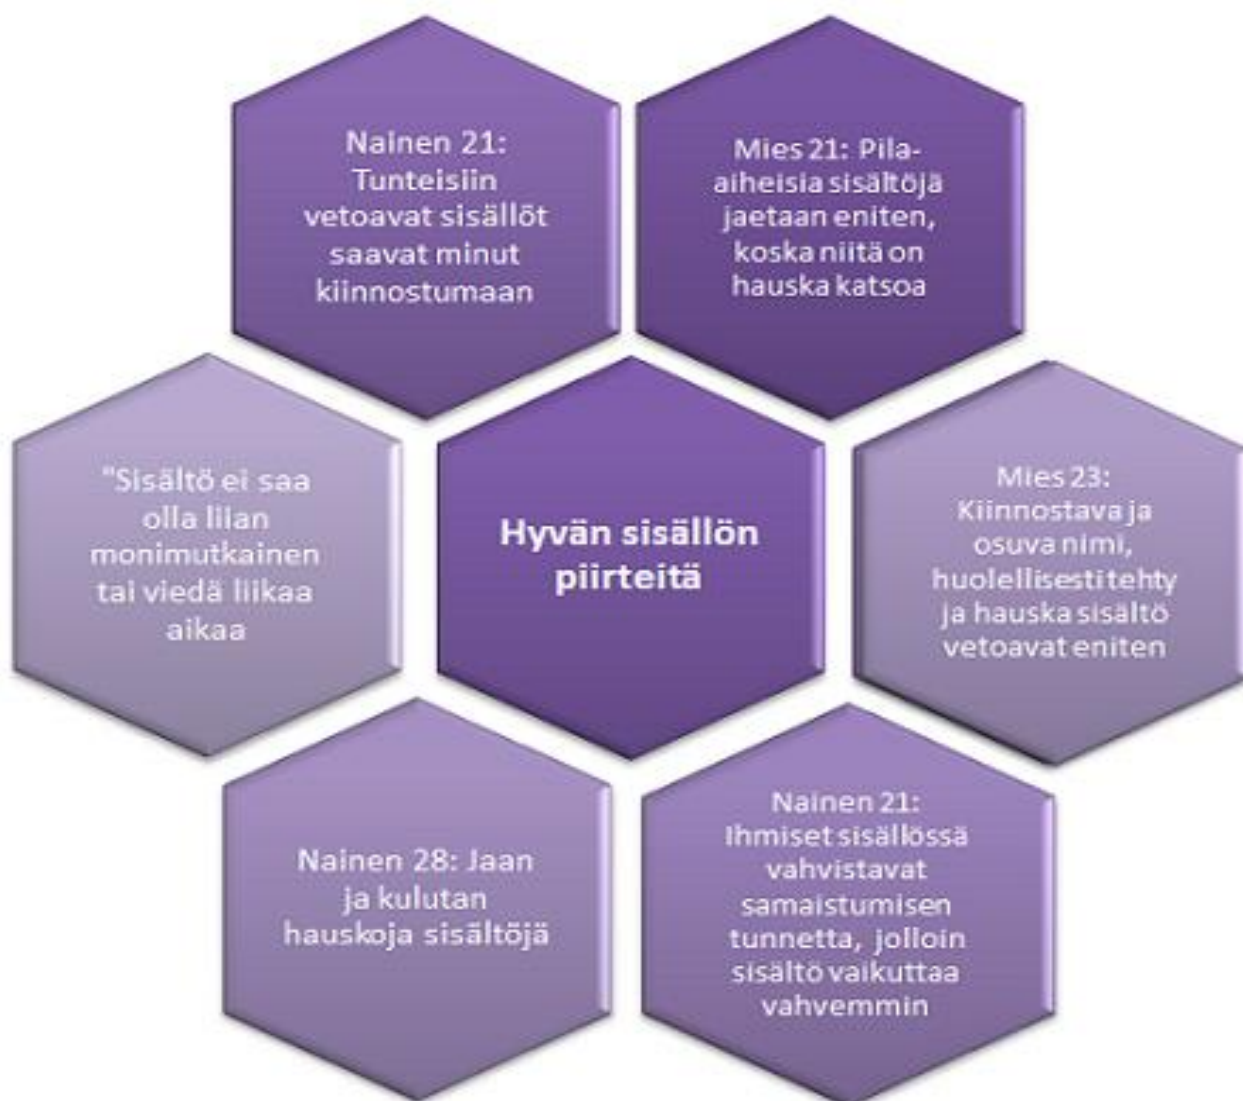 Nainen 21:
Tunteisiin
vetoavat sisällöt
saavat minut
kiinnostumaan
Mies 21: Pila-
aiheisia sisältöjä
jaetaan eniten,
koska niitä on
hauska katsoa
"Sisältö ei saa
olla liian
monimutkainen
tai viedä liikaa
aikaa
Hyvän sisällön
piirteitä
Mies 23:
Kiinnostava ja
osuva nimi,
huolellisesti tehty
ja hauska sisältö
vetoavat eniten
Nainen 28: Jaan
ja kulutan
hauskoja sisältöjä
Nainen 21:
Ihmiset sisällössä
vahvistavat
samaistumisen
tunnetta, jolloin
sisältö vaikuttaa
vahvemmin